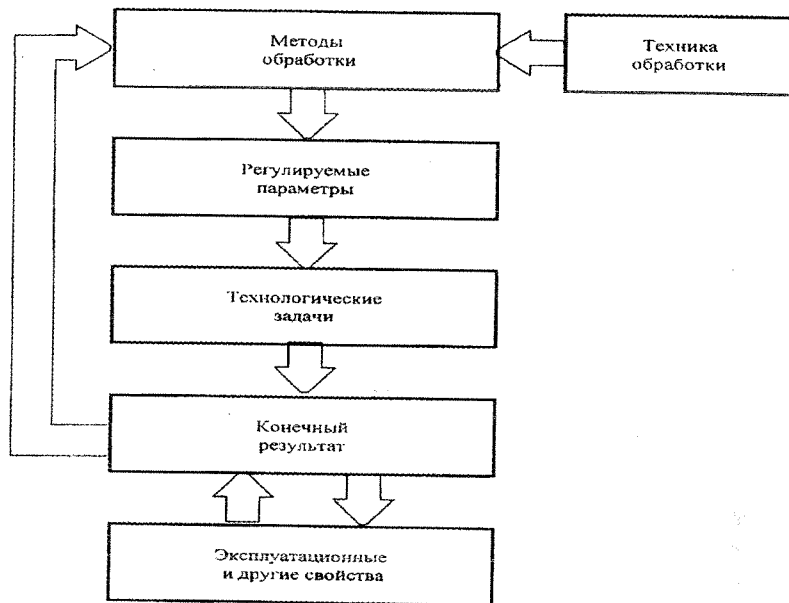 Методы
обработки
Техника
обработки
Регулируемые
параметры
Технологические
задачи
Конечный
результат
Эксплуатационные
и другие свойства